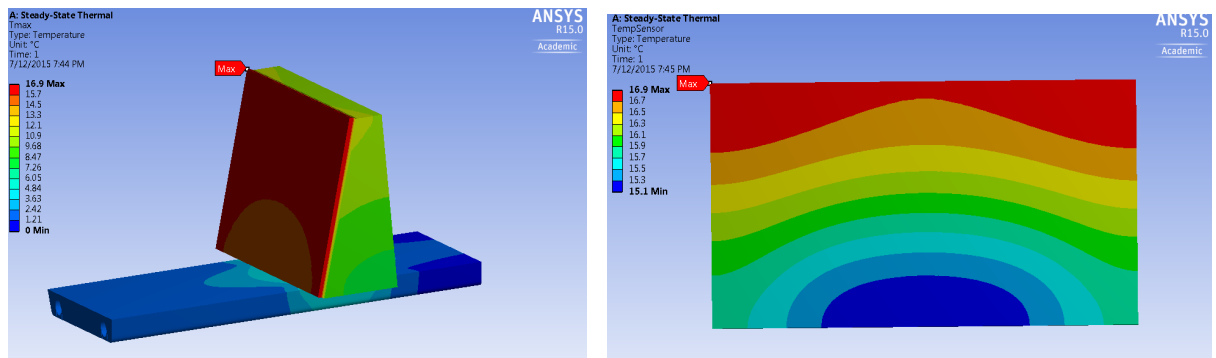 A: Steady-State Thermal
Tmax
Type: Temperature
Unit: °C
Time: 1
7/12/2015 7:44 PM
16.9 Max
15.7
14.5
13.3
12.1
10.9
9.68
8.47
7.26
6.05
4.84
3.63
2.42
1.21
0 Min
Max
ANSYS
R15.0
Academic
A: Steady-State Thermal
TempSensor
Type: Temperature
Unit: °C
Time: 1
7/12/2015 7:45 PM
16.9 Max
16.7
16.5
16.3
16.1
15.9
15.7
15.5
15.3
15.1 Min
Max
ANSYS
R15.0
Academic